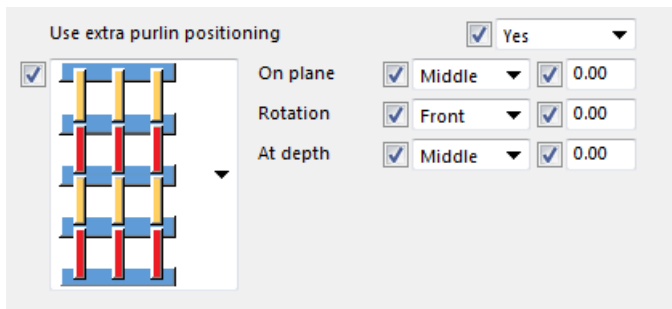 Use extra purlin positioning Yes
On plane Middle 0.00
Rotation Front 0.00
At depth Middle 0.00